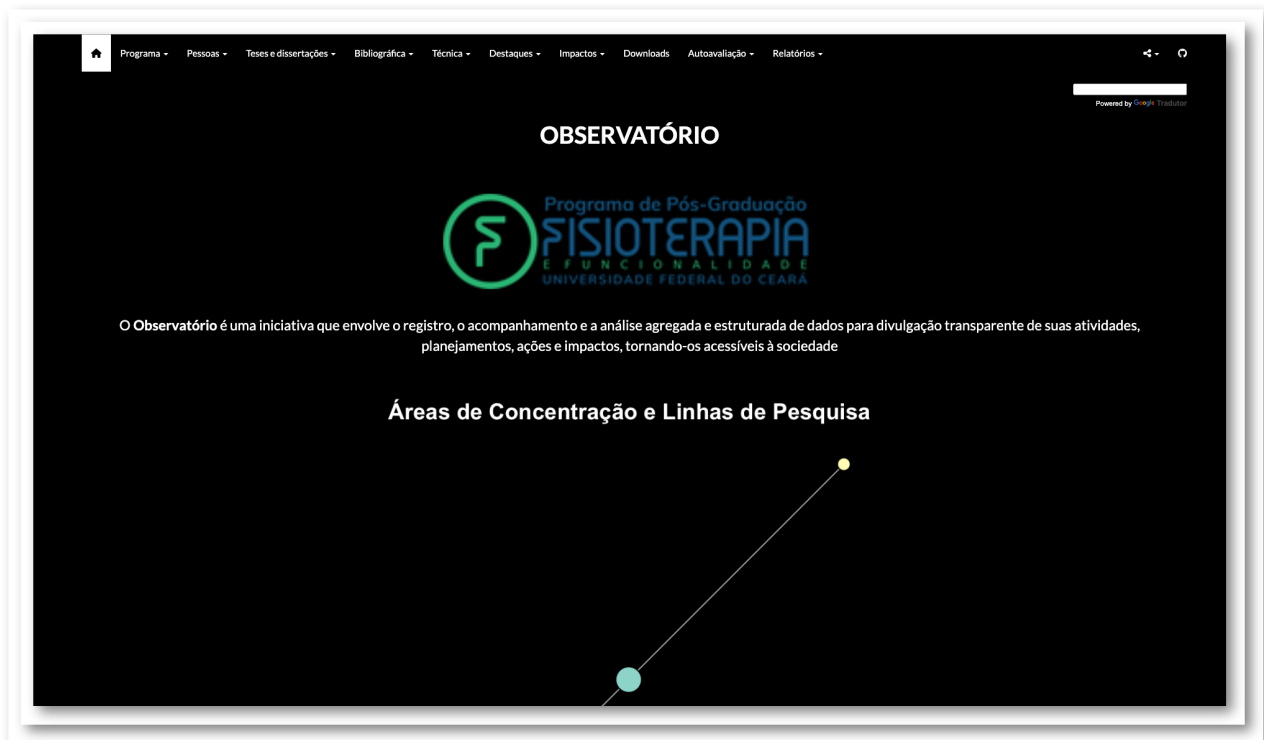 Programa Pessoas Teses e dissertações Bibliográfica Técnica Destaques Impactos Downloads Autoavaliação Relatórios
Powered by Google Tradutor
OBSERVATÓRIO
Programa de Pós-Graduação
FISIOTERAPIA
E FUNCIONALIDADE
UNIVERSIDADE FEDERAL DO CEARÁ
O Observatório é uma iniciativa que envolve o registro, o acompanhamento e a análise agregada e estruturada de dados para divulgação transparente de suas atividades,
planejamentos, ações e impactos, tornando-os acessíveis à sociedade
Áreas de Concentração e Linhas de Pesquisa